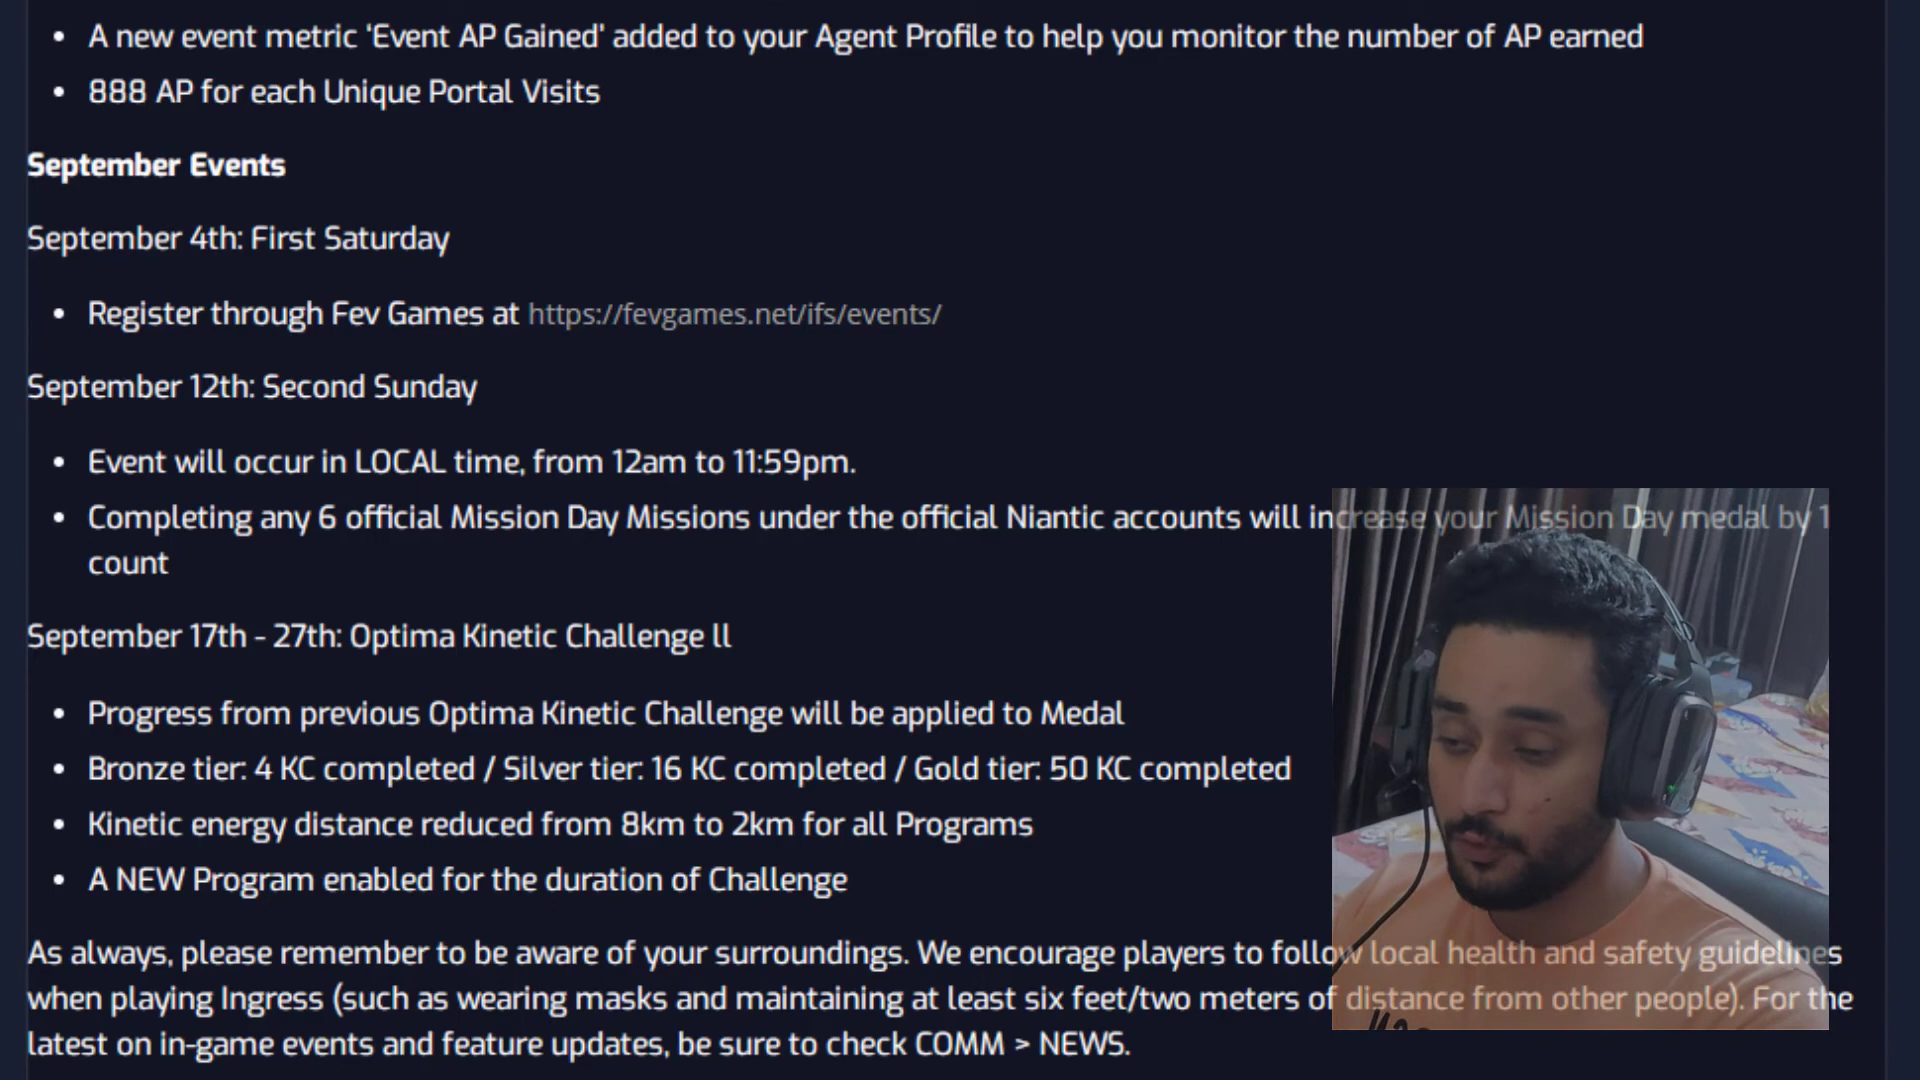 • A new event metric 'Event AP Gained' added to your Agent Profile to help you monitor the number of AP earned
• 888 AP for each Unique Portal Visits
September Events
September 4th: First Saturday
• Register through Fev Games at https://fevgames.net/ifs/events/
September 12th: Second Sunday
• Event will occur in LOCAL time, from 12am to 11:59pm.
• Completing any 6 official Mission Day Missions under the official Niantic accounts will increase your Mission Day medal by 1
count
September 17th - 27th: Optima Kinetic Challenge ll
• Progress from previous Optima Kinetic Challenge will be applied to Medal
• Bronze tier: 4 KC completed / Silver tier: 16 KC completed / Gold tier: 50 KC completed
• Kinetic energy distance reduced from 8km to 2km for all Programs
• A NEW Program enabled for the duration of Challenge
As always, please remember to be aware of your surroundings. We encourage players to follow local health and safety guidelines
when playing Ingress (such as wearing masks and maintaining at least six feet/two meters of distance from other people). For the
latest on in-game events and feature updates, be sure to check COMM > NEWS.